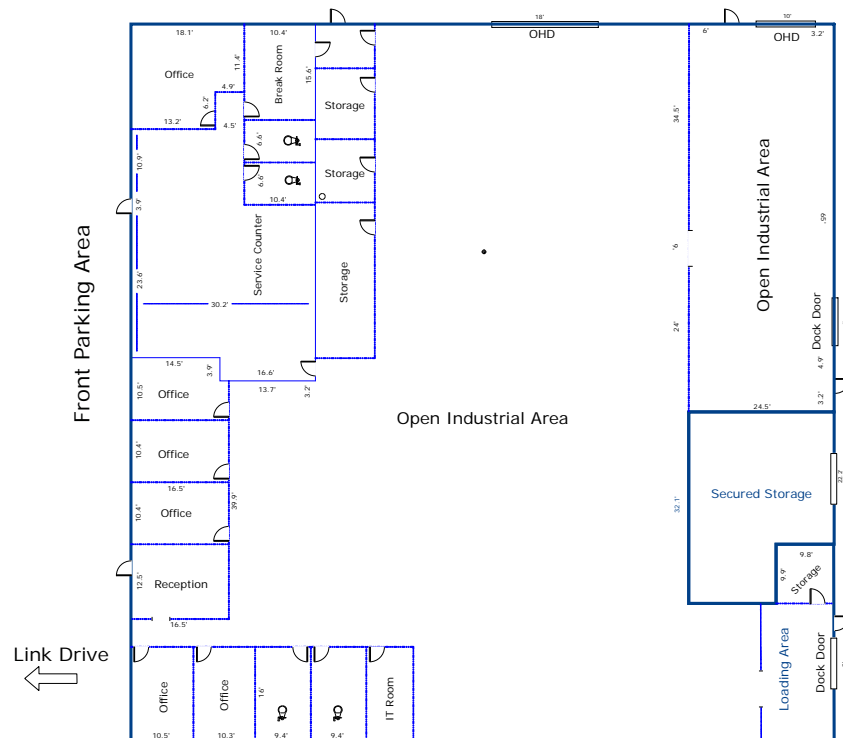 18'
10'
OHD
OHD
6'
3.2'
18.1'
10.4'
11.4'
Break Room
15.6'
Office
4.9'
6.2'
Storage
13.2'
4.5'
6.6'
34.5'
10.9'
6.6'
Storage
10.4'
3.9'
Open Industrial Area
65'
Front Parking Area
Service Counter
Storage
6'
23.6'
30.2'
24'
Dock Door
14.5'
3.9'
16.6'
4.9'
10.5'
Office
13.7'
3.2'
3.2'
24.5'
Open Industrial Area
10.4'
Office
16.5'
39.9'
10.4'
Office
32.1'
Secured Storage
22.2'
9.8'
9.9'
Storage
12.5'
Reception
16.5'
Link Drive
Office
Office
16'
IT Room
Loading Area
Dock Door
10.5'
10.3'
9.4'
9.4'